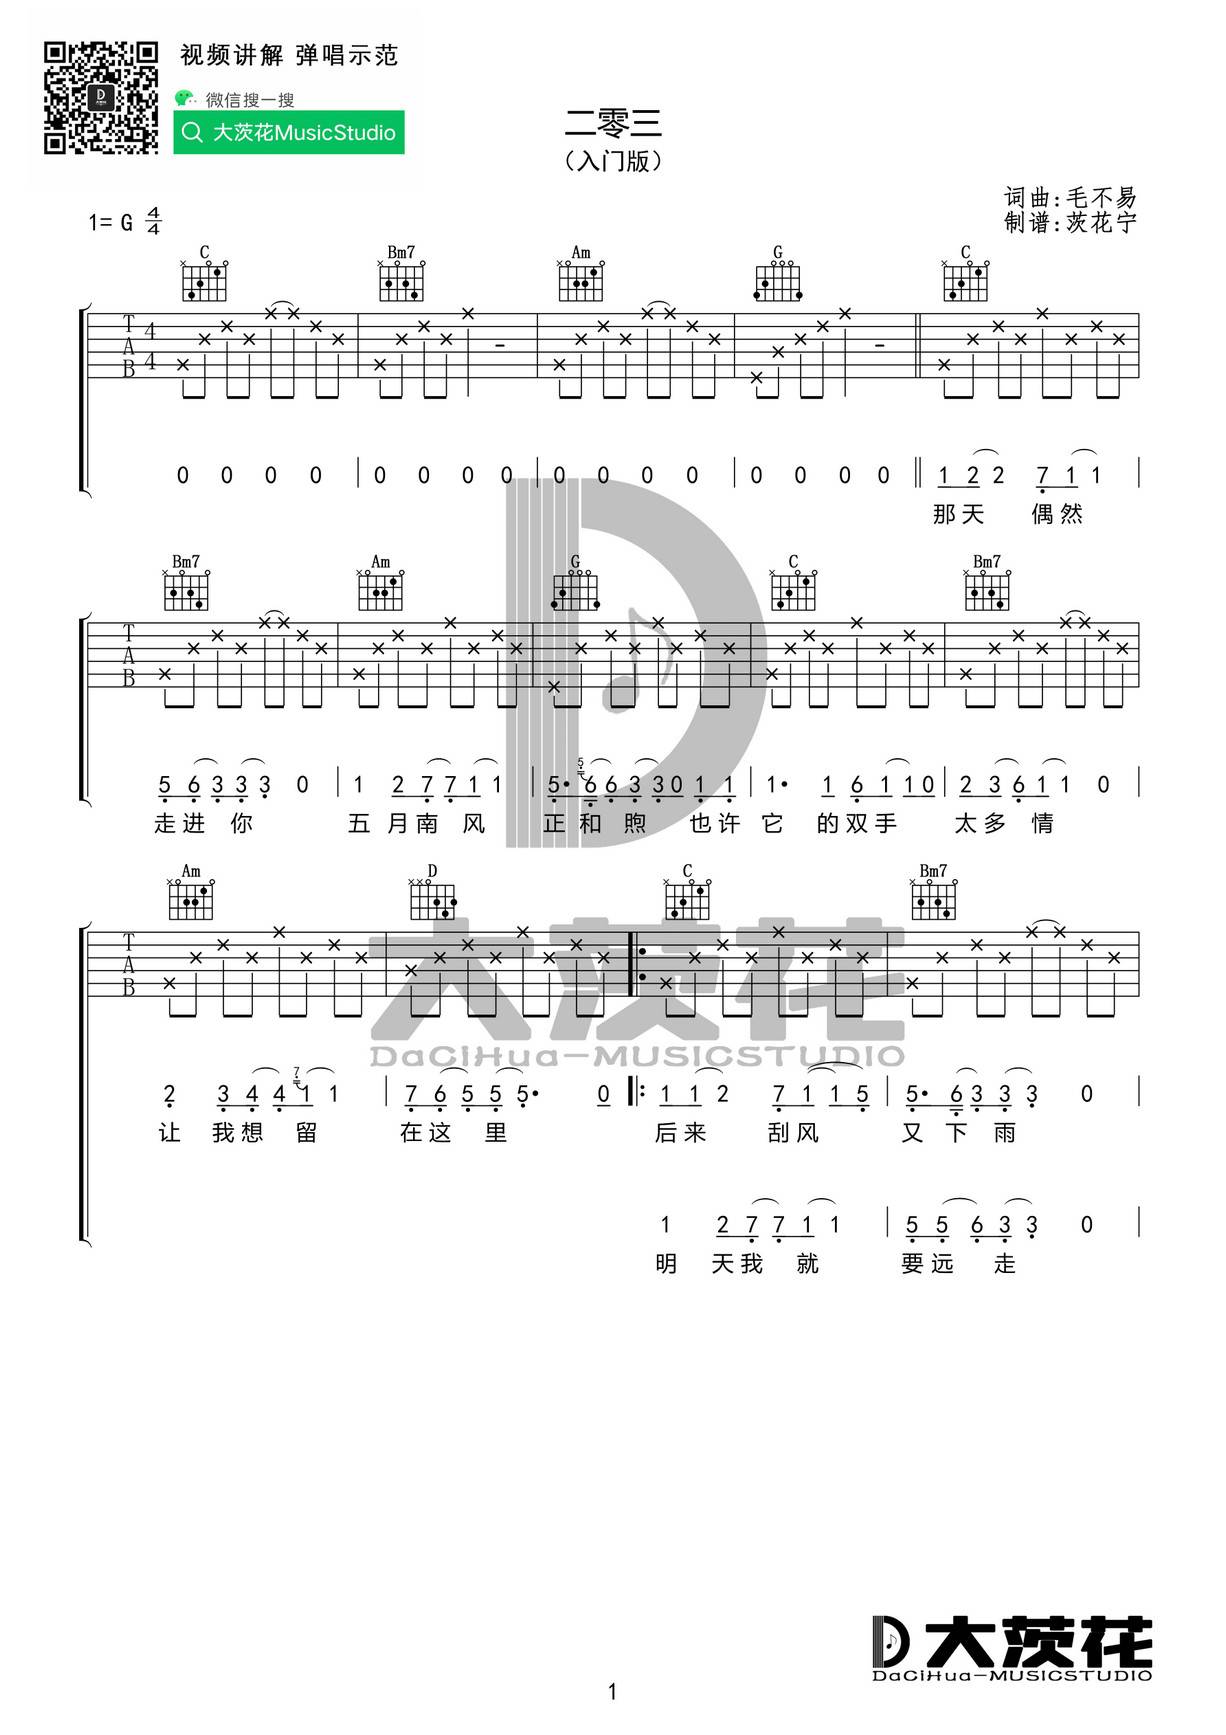 视频讲解 弹唱示范
微信搜一搜
大茨花MusicStudio
二零三
（入门版）
词曲:毛不易
1= G 4/4
制谱:茨花宁
C Bm7 Am G C
T A B 4 4
0 0 0 0 0 0 0 0 0 0 0 0 0 0 0 0 1 2 2 7 1 1
那天 偶然
Bm7 Am G C Bm7
T A B
5 6 3 3 3 0 1 2 7 7 1 1 5· 5 6 6 3 3 0 1 1 1· 1 6 1 1 0 2 3 6 1 1 0
走进 你 五 月南 风 正 和 煦 也许 它 的双手 太多 情
Am D C Bm7
T A B
2 3 4 4 7 1 1 7 6 5 5 5· 0 1 1 2 7 1 1 5 5· 6 3 3 3 0
让 我想 留 在这 里 后来 刮风 又 下 雨
1 2 7 7 1 1 5 5 6 3 3 0
明 天我 就 要远 走
大茨花
DaCiHua-MUSICSTUDIO
D 大茨花
DaCiHua-MUSICSTUDIO
1